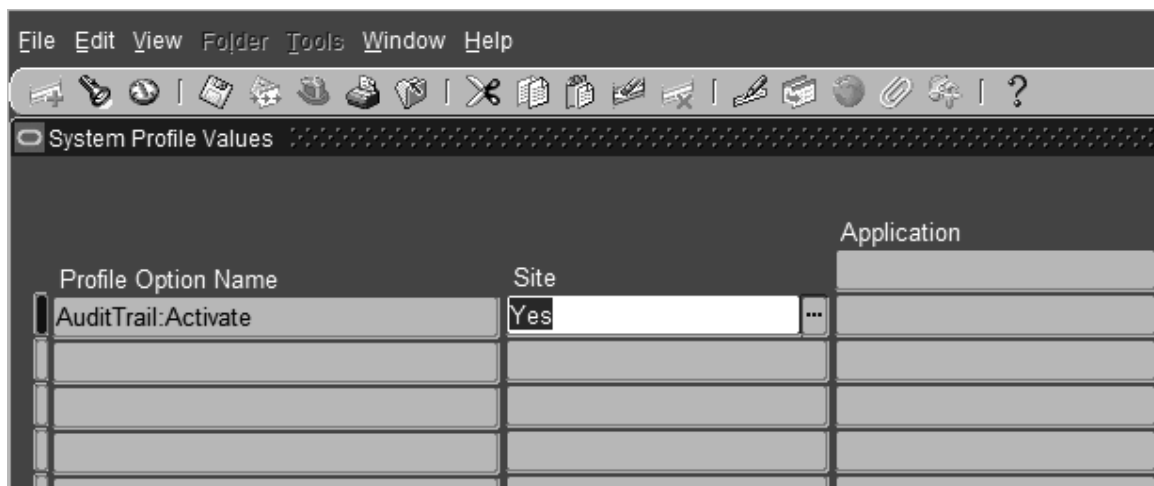 File Edit View Folder Tools Window Help
?
System Profile Values
Application
Profile Option Name Site
AuditTrail:Activate Yes ...